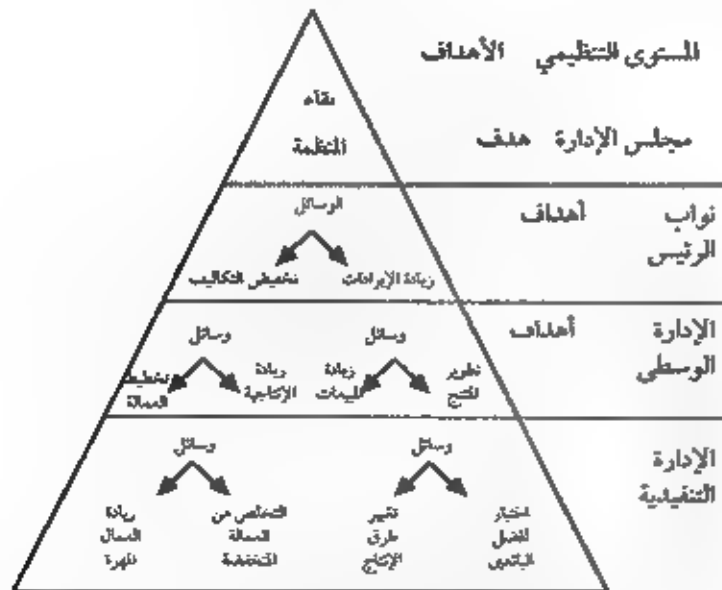 المستوى التنظيمي الأهداف
بقاء
المنظمة
مجلس الإدارة هدف
نواب
الرئيس
أهداف
الوسائل
زيادة الإيرادات
تخفيض التكاليف
الإدارة
الوسطى
أهداف
وسائل
تطوير
المنتج
زيادة
المبيعات
وسائل
زيادة
الإنتاجية
تخطيط
العمالة
الإدارة
التنفيذية
وسائل
اختيار
أفضل
البائعين
تغيير
طرق
الإنتاج
وسائل
التخلص من
العمالة
المنخفضة
زيادة
العمال
المهرة